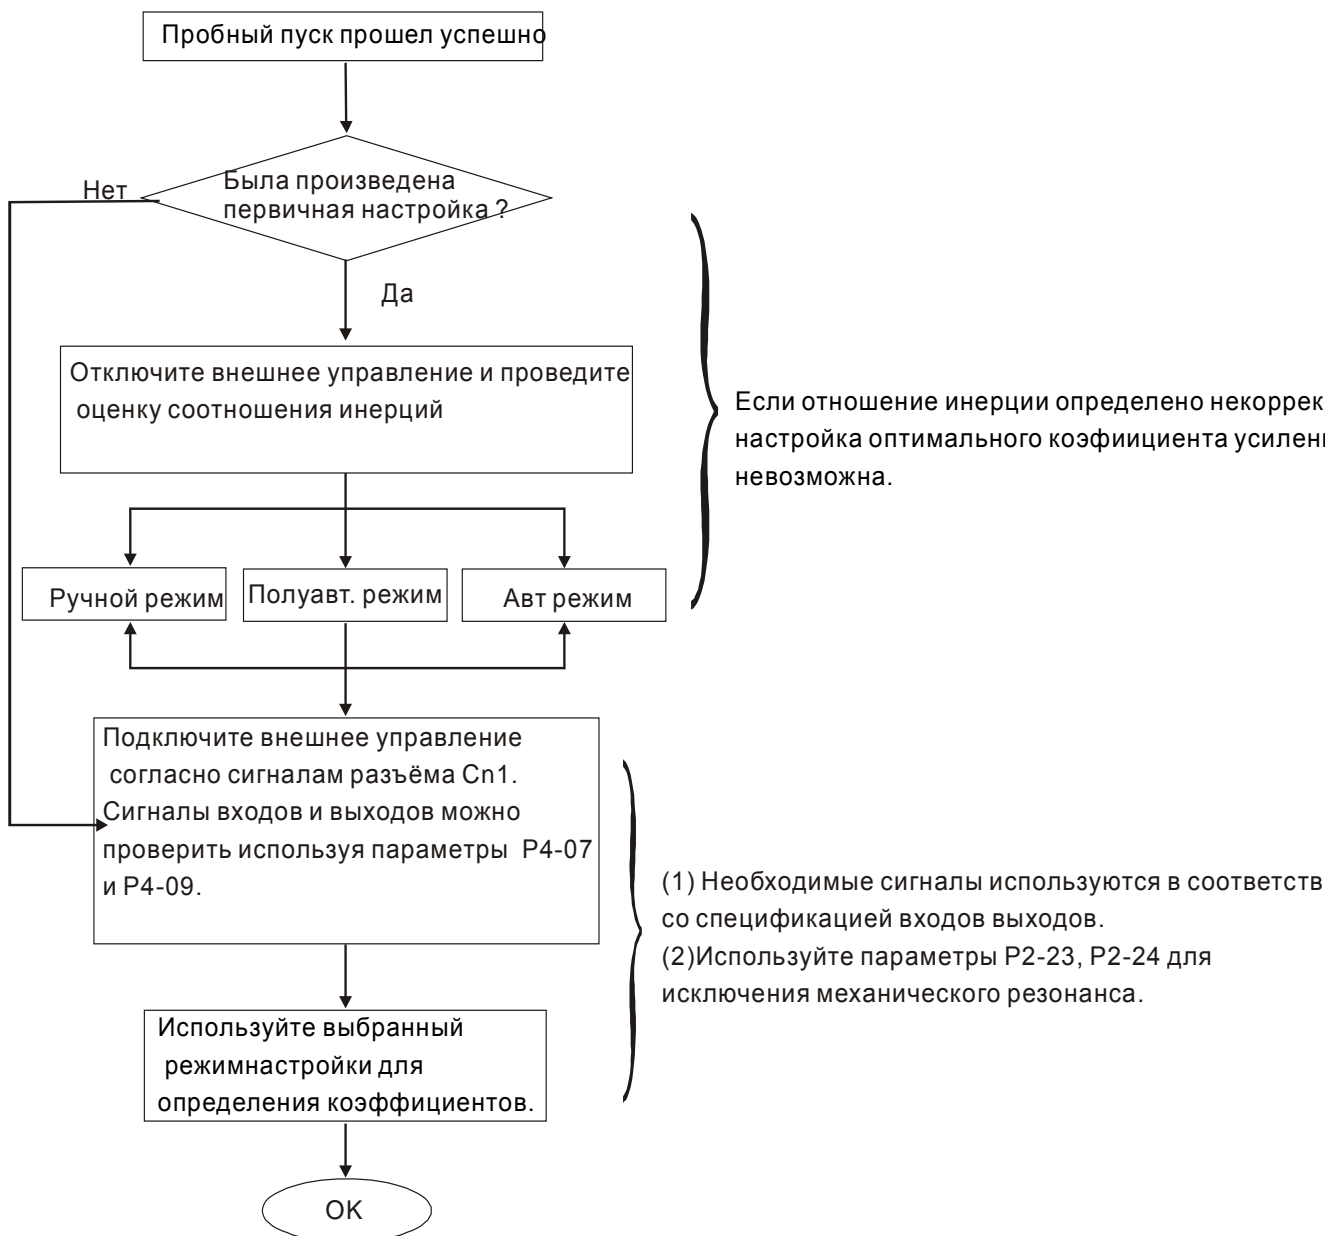 Пробный пуск прошел успешно
Была произведена
первичная настройка ?
Нет
Да
Отключите внешнее управление и проведите
оценку соотношения инерций
Если отношение инерции определено некоррек
настройка оптимального коэфиициента усилен
невозможна.
Ручной режим
Полуавт. режим
Авт режим
Подключите внешнее управление
согласно сигналам разъёма Cn1.
Сигналы входов и выходов можно
проверить используя параметры P4-07
и P4-09.
(1) Необходимые сигналы используются в соответств
со спецификацией входов выходов.
(2)Используйте параметры P2-23, P2-24 для
исключения механического резонанса.
Используйте выбранный
режимнастройки для
определения коэффициентов.
OK